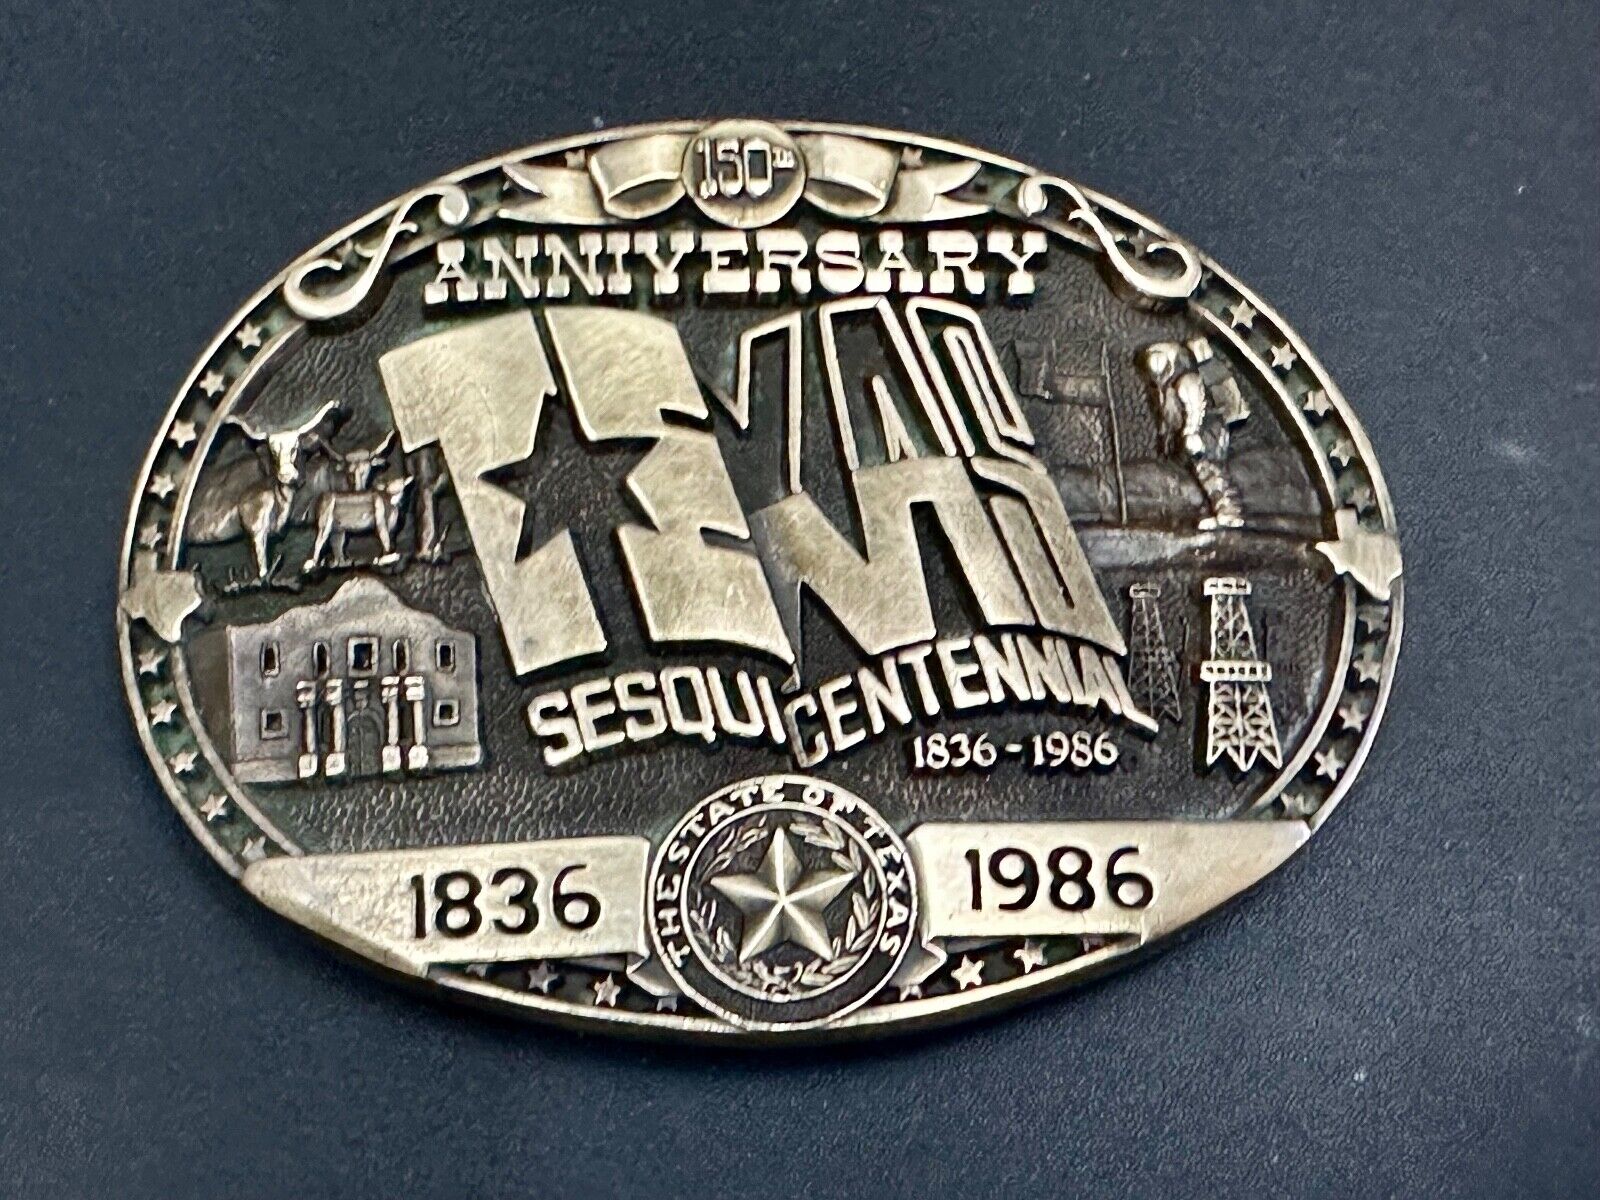 150TH
ANNIVERSARY
TEXAS
SESQUICENTENNIAL
1836-1986
1836
THE STATE OF TEXAS
1986